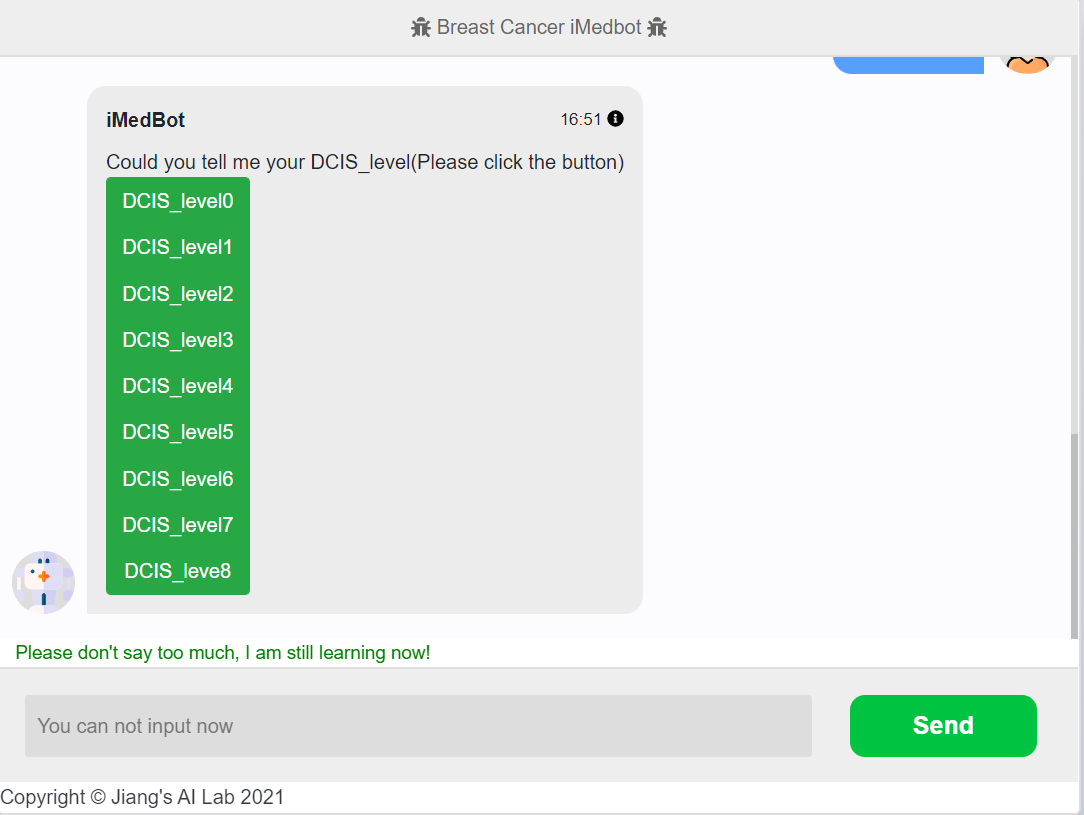 Breast Cancer iMedbot
iMedBot 16:51
Could you tell me your DCIS_level(Please click the button)
DCIS_level0
DCIS_level1
DCIS_level2
DCIS_level3
DCIS_level4
DCIS_level5
DCIS_level6
DCIS_level7
DCIS_leve8
Please don't say too much, I am still learning now!
You can not input now
Send
Copyright © Jiang's AI Lab 2021